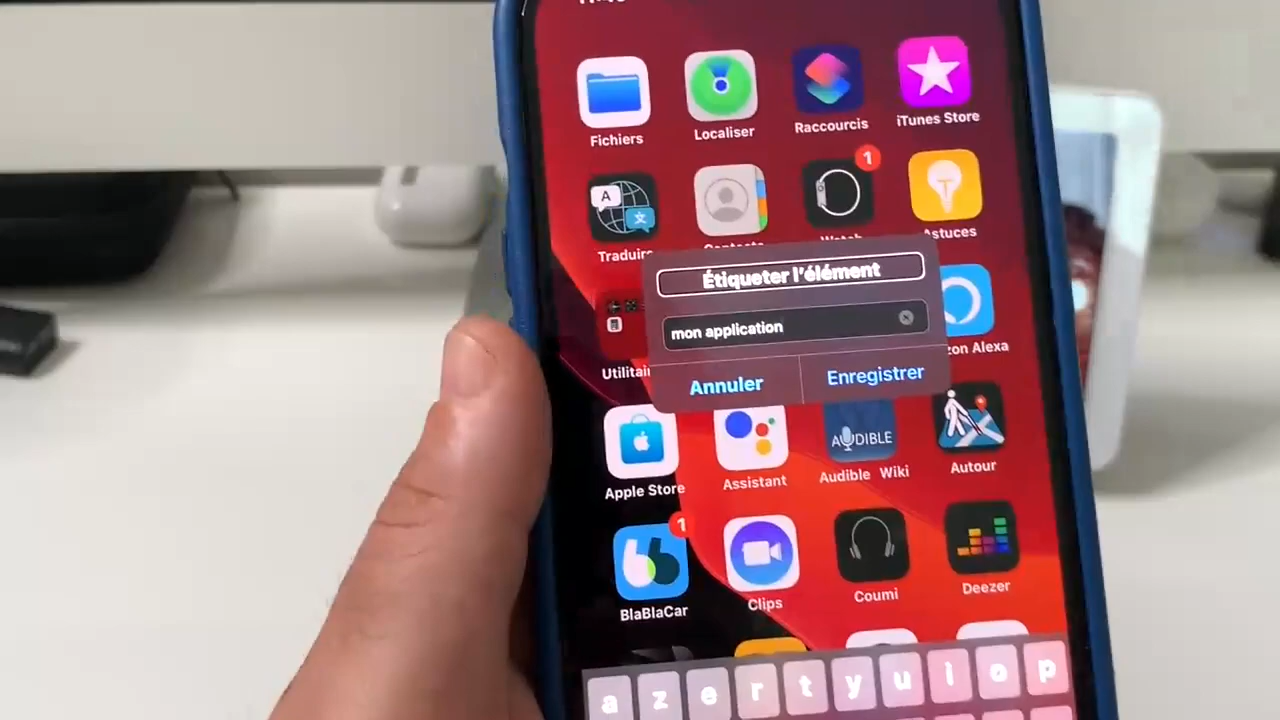 Fichiers
Localiser
Raccourcis
iTunes Store
1
A
文
Traduire
Astuces
Étiqueter l'élément
mon application
Annuler
Enregistrer
Utilitai
zon Alexa
AUDIBLE
Apple Store
Assistant
Audible Wiki
Autour
1
BlaBlaCar
Clips
Coumi
Deezer
a z e r t y u i o p